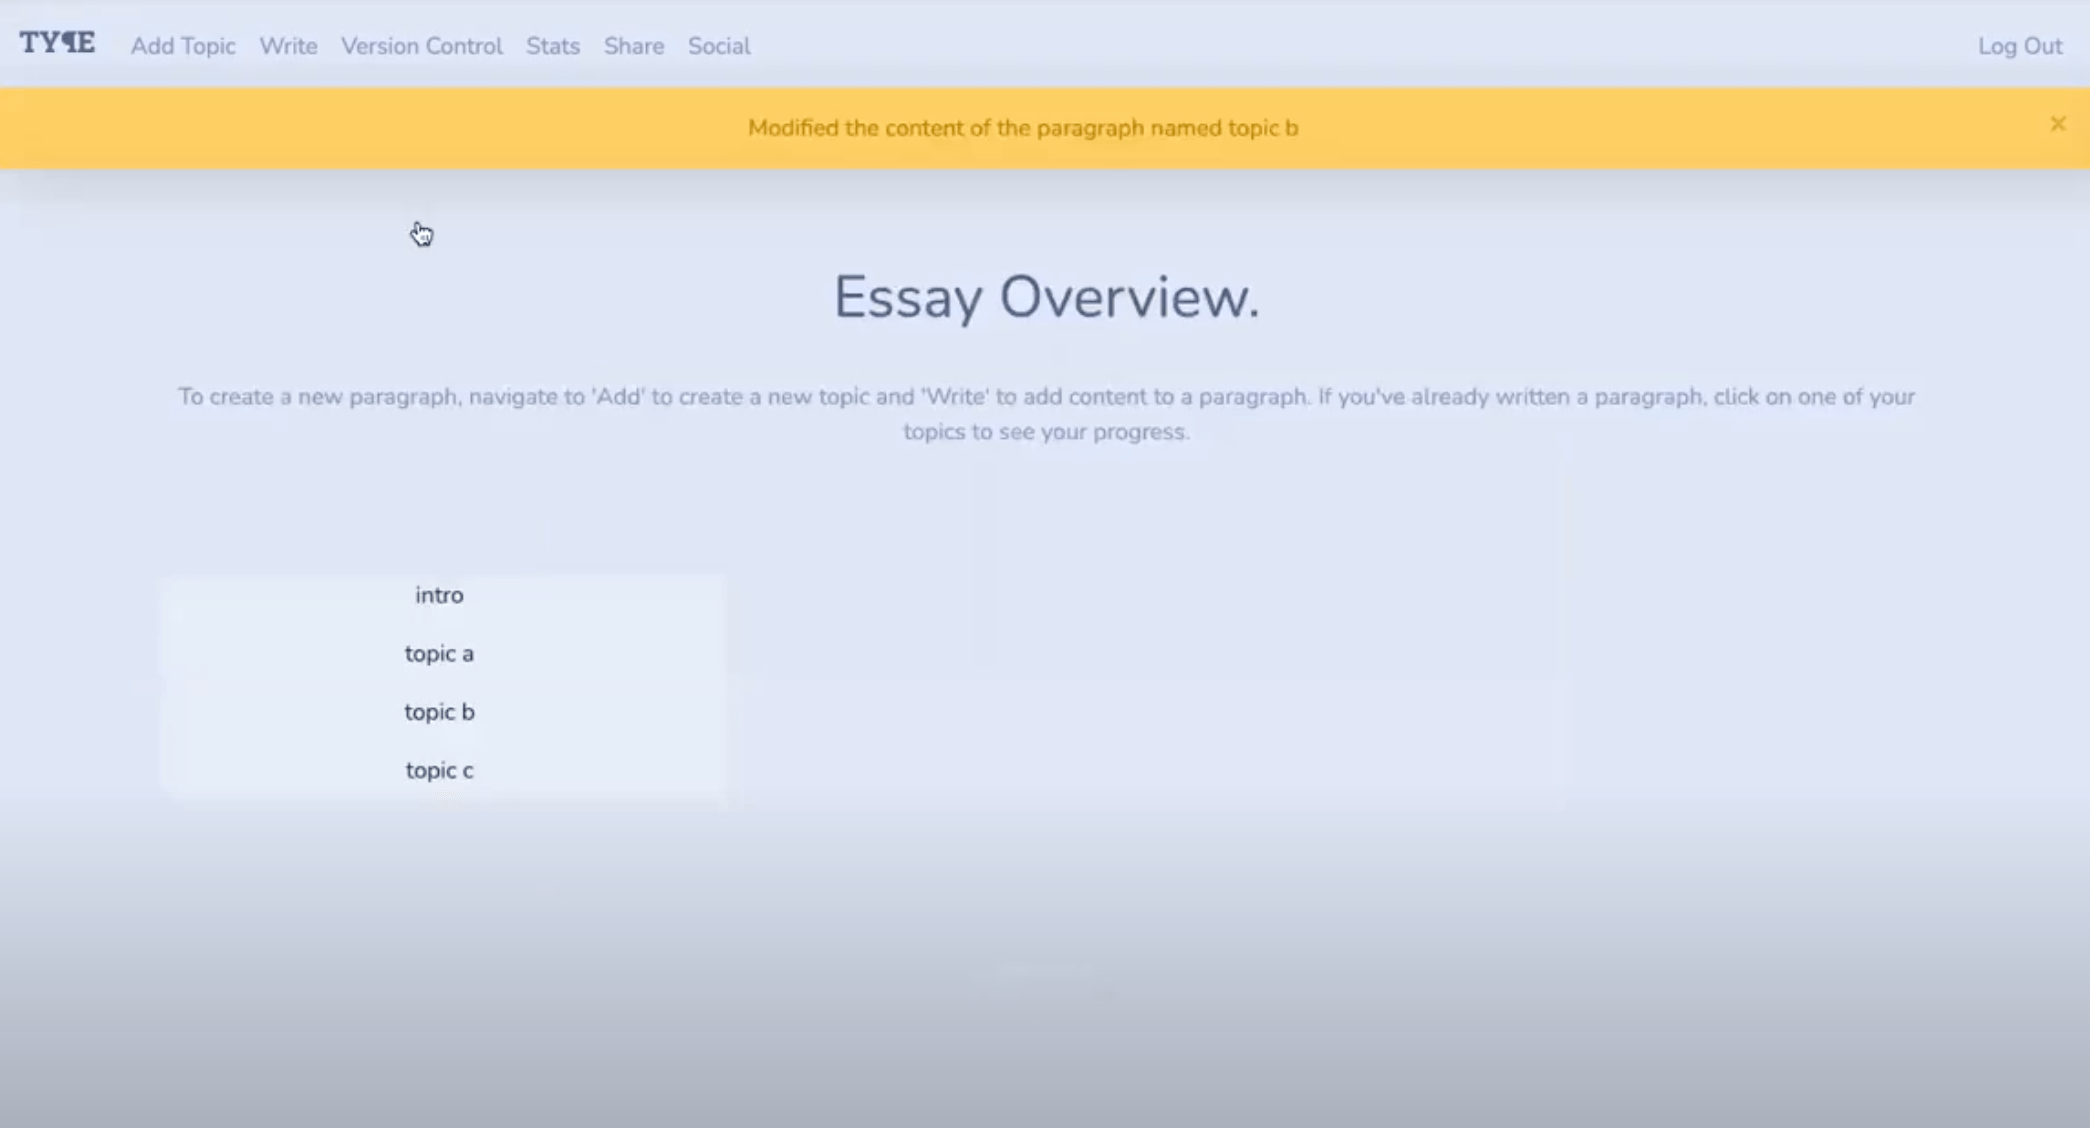 TY¶E Add Topic Write Version Control Stats Share Social Log Out
Modified the content of the paragraph named topic b ×
Essay Overview.
To create a new paragraph, navigate to 'Add' to create a new topic and 'Write' to add content to a paragraph. If you've already written a paragraph, click on one of your
topics to see your progress.
intro
topic a
topic b
topic c